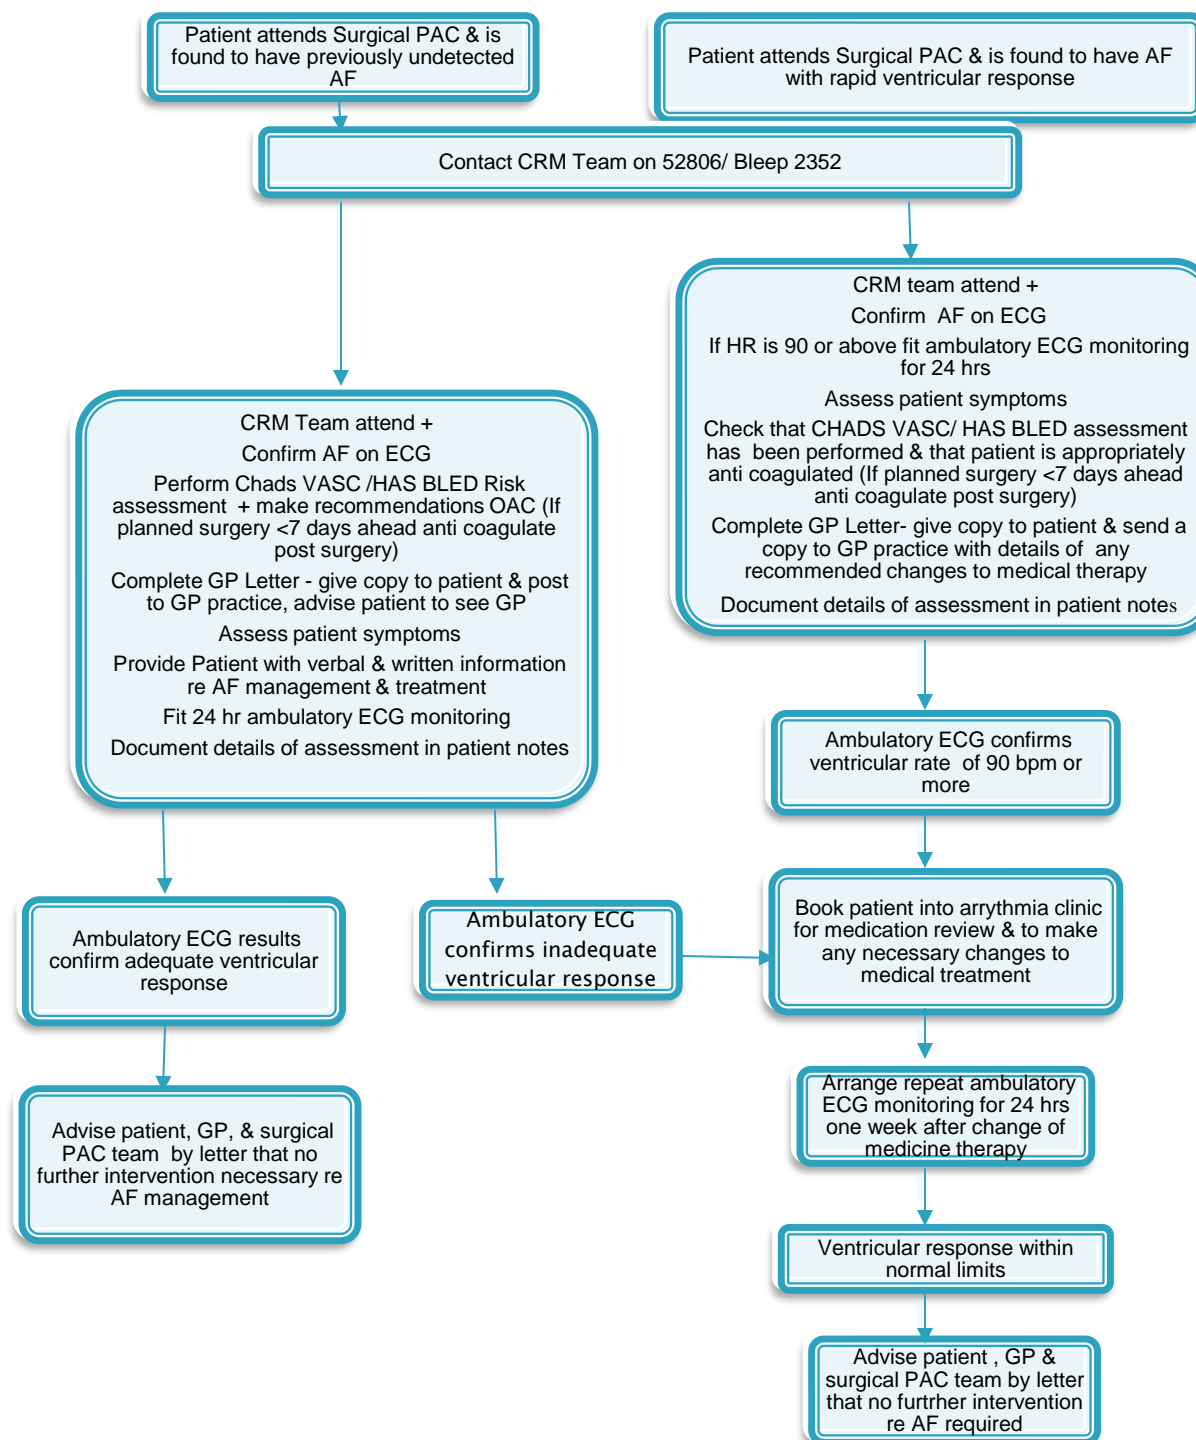 Patient attends Surgical PAC & is
found to have previously undetected
AF
Patient attends Surgical PAC & is found to have AF
with rapid ventricular response
Contact CRM Team on 52806/ Bleep 2352
CRM Team attend +
Confirm AF on ECG
Perform Chads VASC /HAS BLED Risk
assessment + make recommendations OAC (If
planned surgery <7 days ahead anti coagulate
post surgery)
Complete GP Letter - give copy to patient & post
to GP practice, advise patient to see GP
Assess patient symptoms
Provide Patient with verbal & written information
re AF management & treatment
Fit 24 hr ambulatory ECG monitoring
Document details of assessment in patient notes
CRM team attend +
Confirm AF on ECG
If HR is 90 or above fit ambulatory ECG monitoring
for 24 hrs
Assess patient symptoms
Check that CHADS VASC/ HAS BLED assessment
has been performed & that patient is appropriately
anti coagulated (If planned surgery <7 days ahead
anti coagulate post surgery)
Complete GP Letter- give copy to patient & send a
copy to GP practice with details of any
recommended changes to medical therapy
Document details of assessment in patient notes
Ambulatory ECG confirms
ventricular rate of 90 bpm or
more
Ambulatory ECG results
confirm adequate ventricular
response
Ambulatory ECG
confirms inadequate
ventricular response
Book patient into arrythmia clinic
for medication review & to make
any necessary changes to
medical treatment
Advise patient, GP, & surgical
PAC team by letter that no
further intervention necessary re
AF management
Arrange repeat ambulatory
ECG monitoring for 24 hrs
one week after change of
medicine therapy
Ventricular response within
normal limits
Advise patient , GP &
surgical PAC team by letter
that no furtrher intervention
re AF required